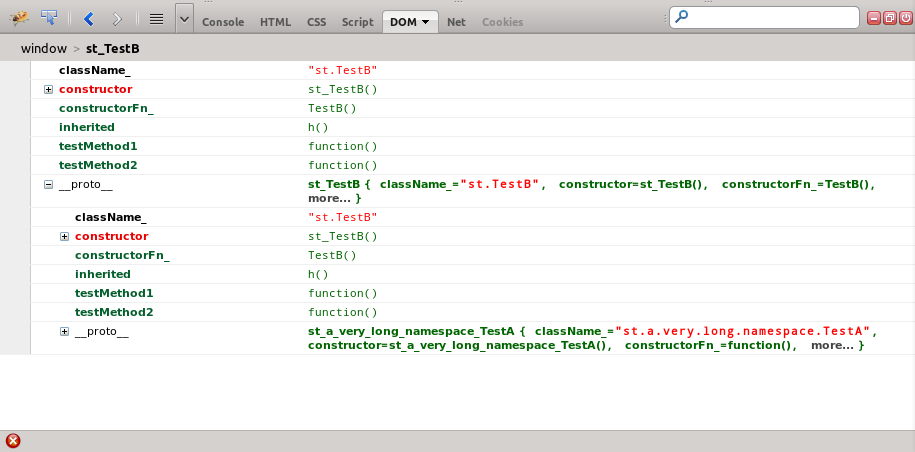 Console HTML CSS Script DOM Net Cookies
window > st_TestB
className_ "st.TestB"
constructor st_TestB()
constructorFn_ TestB()
inherited h()
testMethod1 function()
testMethod2 function()
__proto__ st_TestB { className_="st.TestB", constructor=st_TestB(), constructorFn_=TestB(),
more... }
className_ "st.TestB"
constructor st_TestB()
constructorFn_ TestB()
inherited h()
testMethod1 function()
testMethod2 function()
__proto__ st_a_very_long_namespace_TestA { className_="st.a.very.long.namespace.TestA",
constructor=st_a_very_long_namespace_TestA(), constructorFn_=function(), more... }